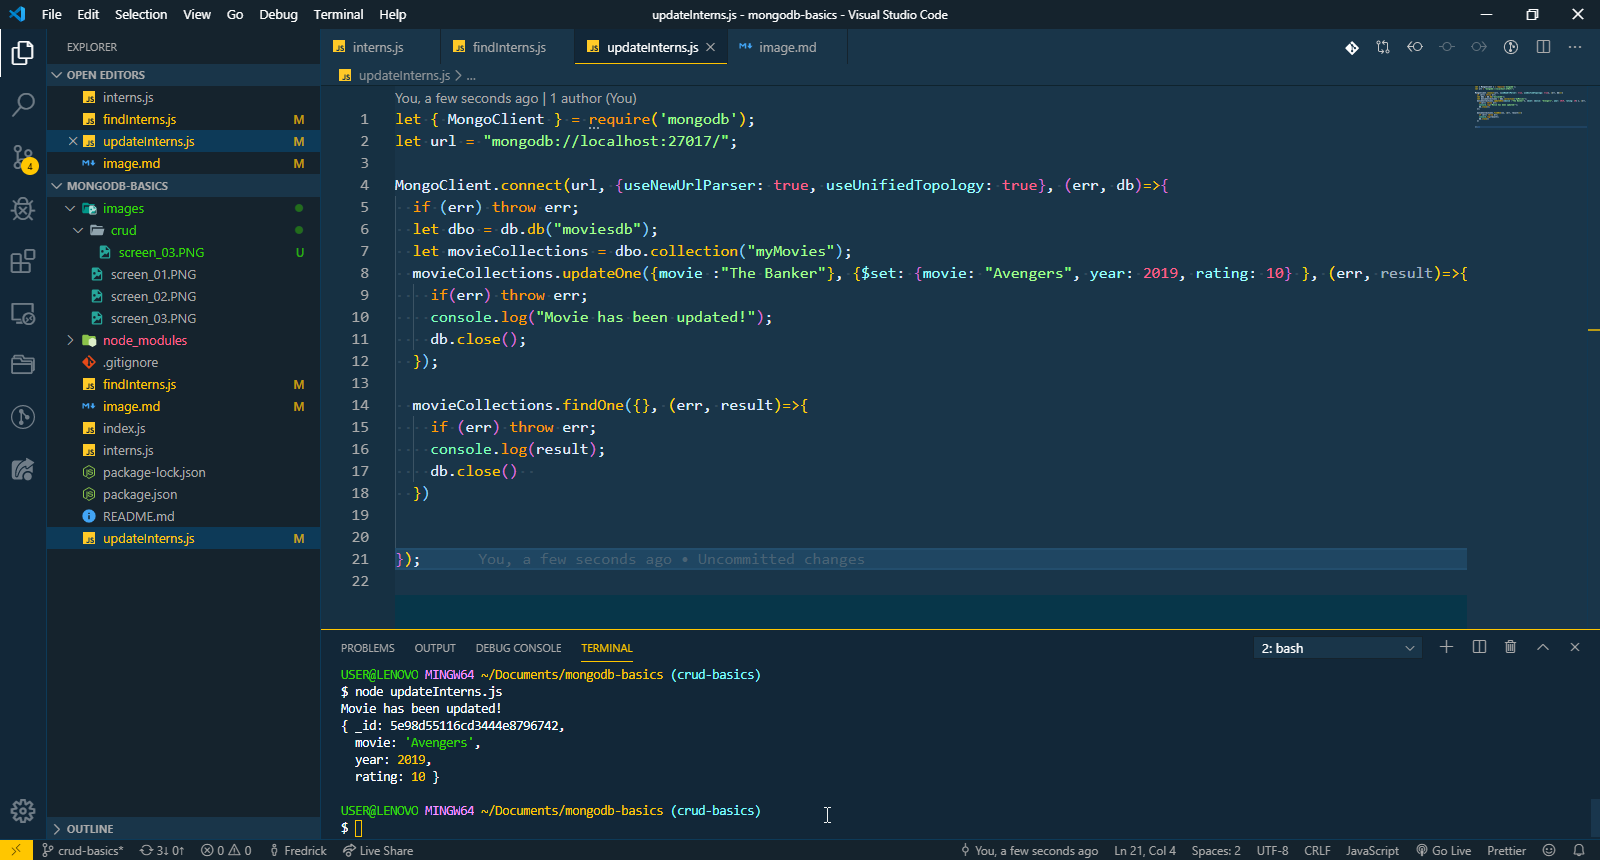 File Edit Selection View Go Debug Terminal Help
updateInterns.js - mongodb-basics - Visual Studio Code
EXPLORER
OPEN EDITORS
interns.js
findInterns.js M
updateInterns.js M
image.md M
MONGODB-BASICS
images
crud
screen_03.PNG U
screen_01.PNG
screen_02.PNG
screen_03.PNG
node_modules
.gitignore
findInterns.js M
image.md M
index.js
interns.js
package-lock.json
package.json
README.md
updateInterns.js M
OUTLINE
4
interns.js findInterns.js updateInterns.js image.md
updateInterns.js > ...
You, a few seconds ago | 1 author (You)
1 let { MongoClient } = require('mongodb');
2 let url = "mongodb://localhost:27017/";
3
4 MongoClient.connect(url, {useNewUrlParser: true, useUnifiedTopology: true}, (err, db)=>{
5 if (err) throw err;
6 let dbo = db.db("moviesdb");
7 let movieCollections = dbo.collection("myMovies");
8 movieCollections.updateOne({movie :"The Banker"}, {$set: {movie: "Avengers", year: 2019, rating: 10} }, (err, result)=>{
9 if(err) throw err;
10 console.log("Movie has been updated!");
11 db.close();
12 });
13
14 movieCollections.findOne({}, (err, result)=>{
15 if (err) throw err;
16 console.log(result);
17 db.close()
18 })
19
20
21 }); You, a few seconds ago • Uncommitted changes
22
PROBLEMS OUTPUT DEBUG CONSOLE TERMINAL
2: bash
USER@LENOVO MINGW64 ~/Documents/mongodb-basics (crud-basics)
$ node updateInterns.js
Movie has been updated!
{ _id: 5e98d55116cd3444e8796742,
movie: 'Avengers',
year: 2019,
rating: 10 }
USER@LENOVO MINGW64 ~/Documents/mongodb-basics (crud-basics)
$
crud-basics* 3↓ 0↑ 0 0 Fredrick Live Share
You, a few seconds ago Ln 21, Col 4 Spaces: 2 UTF-8 CRLF JavaScript Go Live Prettier